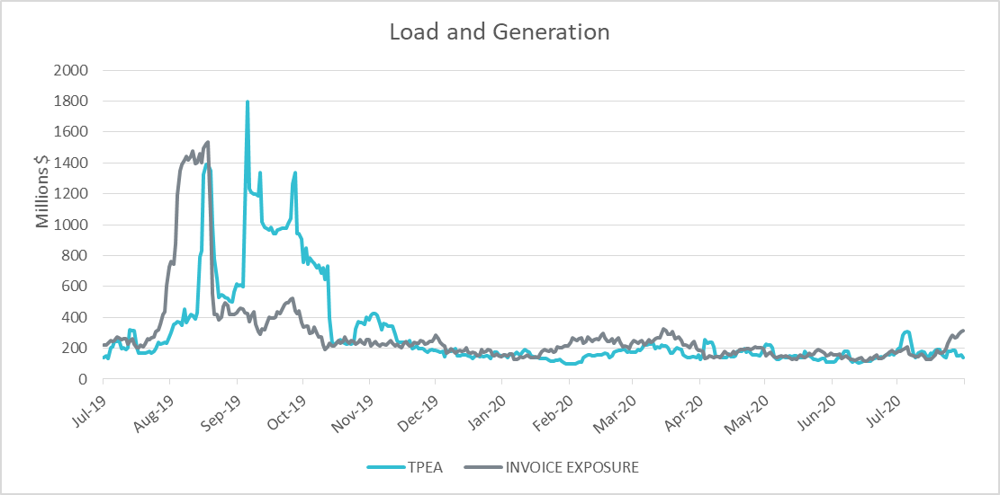 Load and Generation
Millions $
2000
1800
1600
1400
1200
1000
800
600
400
200
0
Jul-19 Aug-19 Sep-19 Oct-19 Nov-19 Dec-19 Jan-20 Feb-20 Mar-20 Apr-20 May-20 Jun-20 Jul-20
TPEA INVOICE EXPOSURE